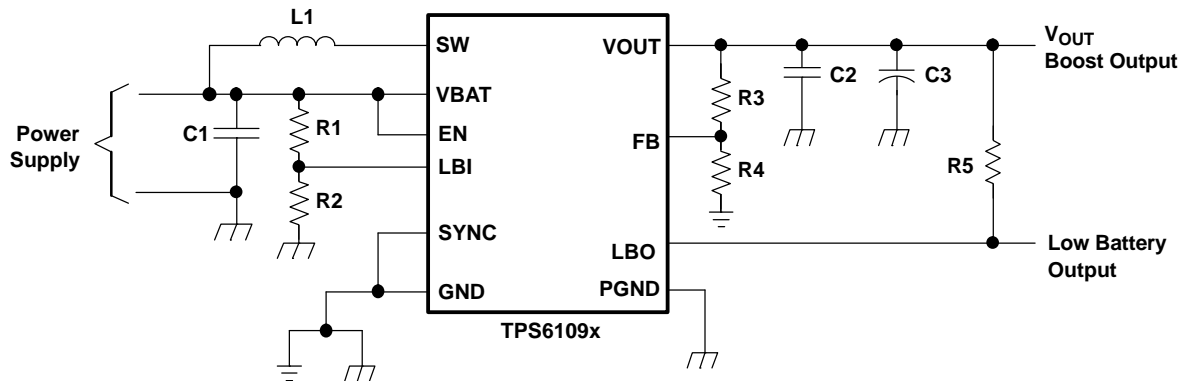 L1
SW
VOUT
VOUT
Boost Output
C2
C3
R3
VBAT
Power
Supply
C1
R1
EN
FB
LBI
R4
R5
R2
SYNC
LBO
Low Battery
Output
GND
PGND
TPS6109x